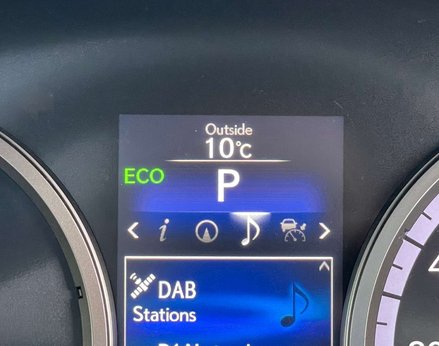 Outside
10°C
ECO
P
< i >
DAB
Stations